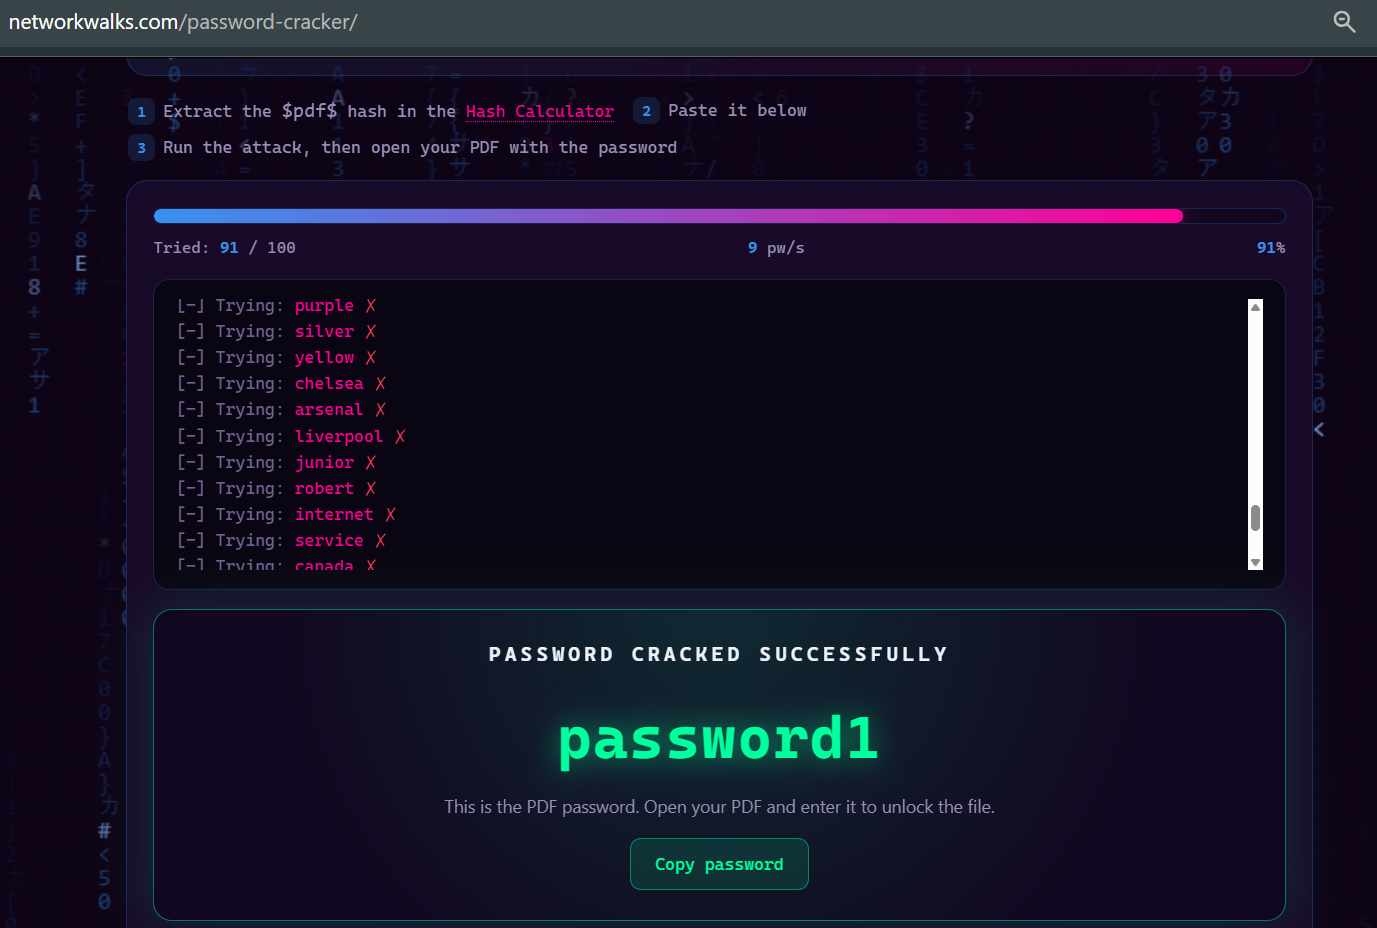 networkwalks.com/password-cracker/
1 Extract the $pdf$ hash in the Hash Calculator 2 Paste it below
3 Run the attack, then open your PDF with the password
Tried: 91 / 100 9 pw/s 91%
[-] Trying: purple ✗
[-] Trying: silver ✗
[-] Trying: yellow ✗
[-] Trying: chelsea ✗
[-] Trying: arsenal ✗
[-] Trying: liverpool ✗
[-] Trying: junior ✗
[-] Trying: robert ✗
[-] Trying: internet ✗
[-] Trying: service ✗
[-] Trying: canada ✗
PASSWORD CRACKED SUCCESSFULLY
password1
This is the PDF password. Open your PDF and enter it to unlock the file.
Copy password